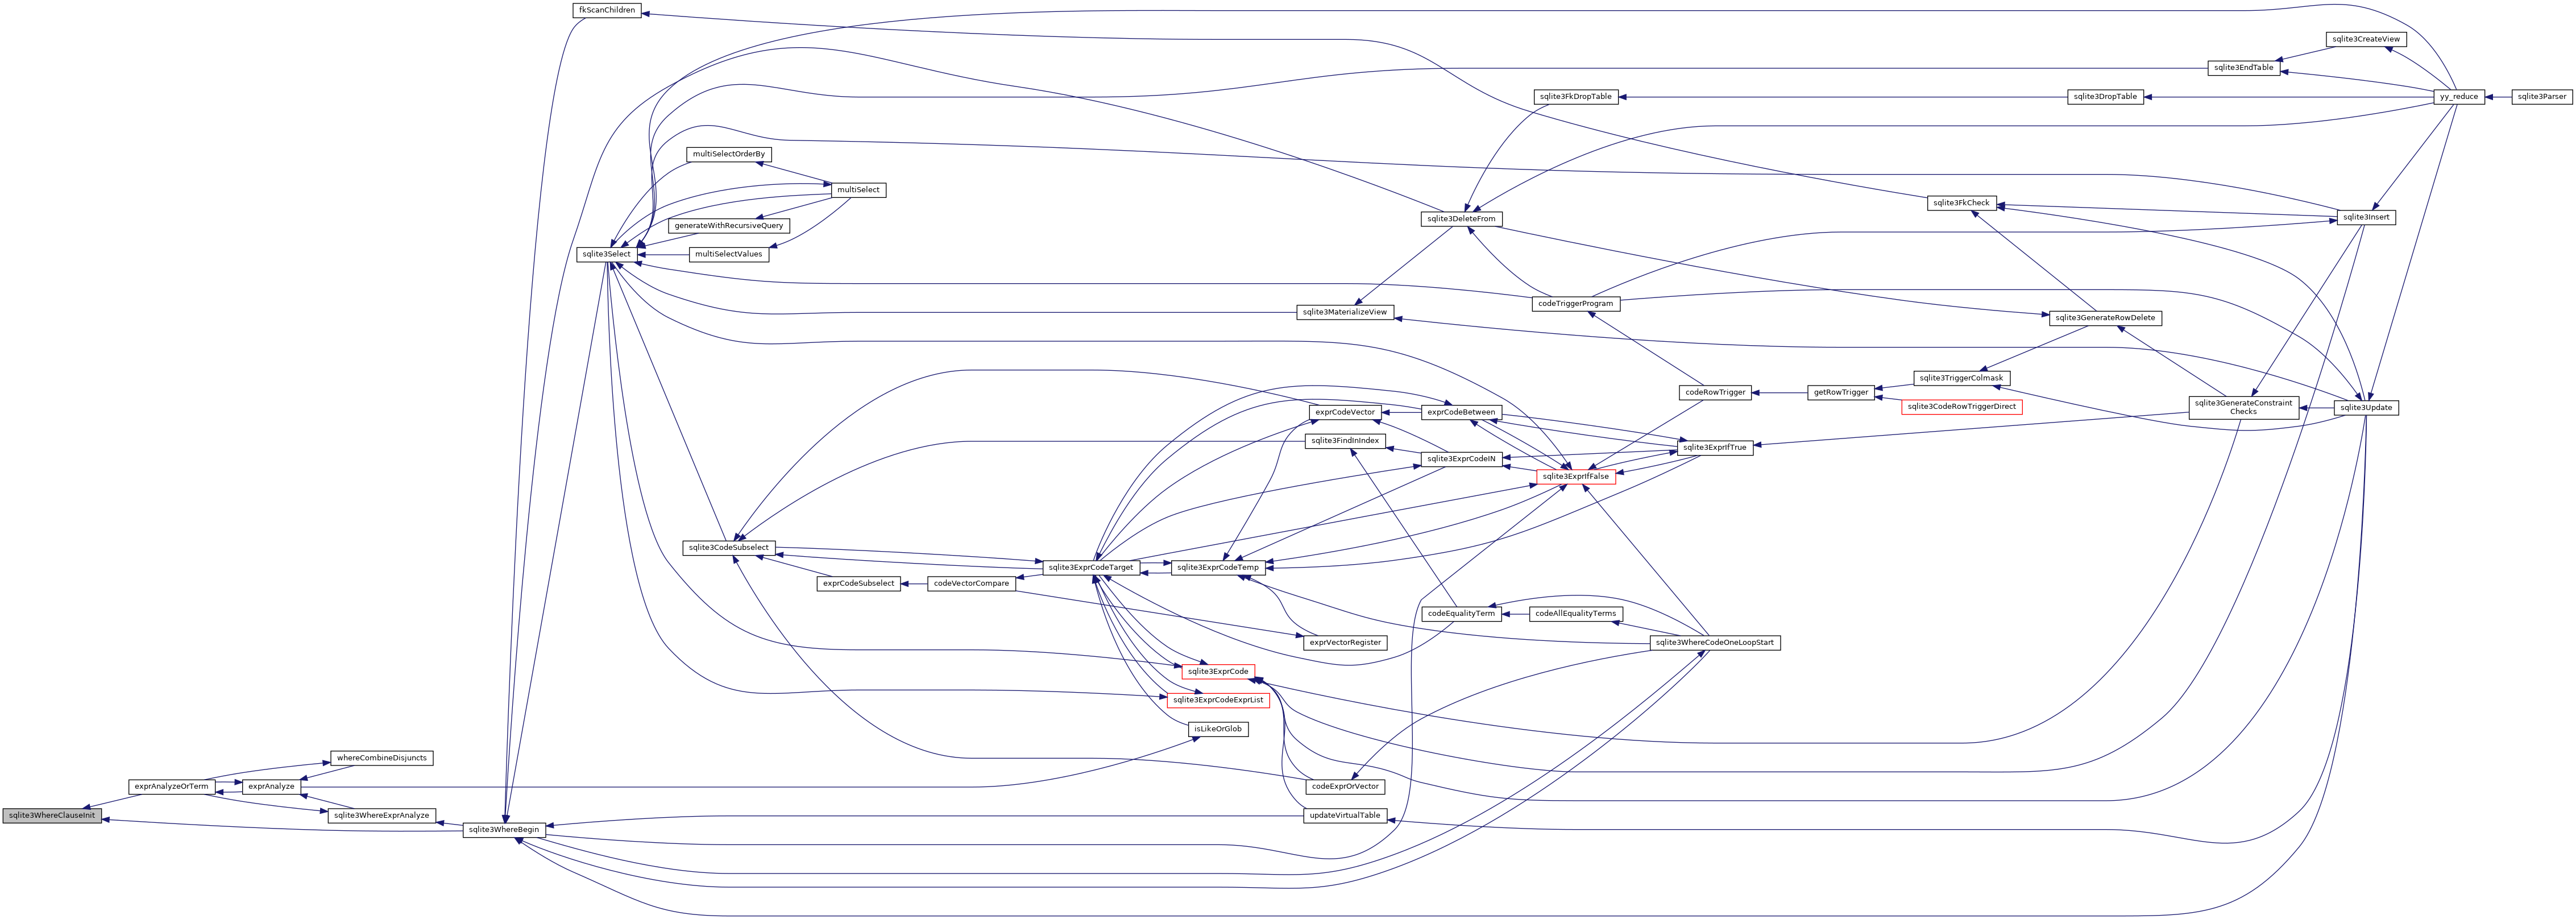 fkScanChildren
sqlite3CreateView
sqlite3EndTable
sqlite3FkDropTable
sqlite3DropTable
yy_reduce
sqlite3Parser
multiSelectOrderBy
multiSelect
sqlite3FkCheck
sqlite3DeleteFrom
sqlite3Insert
generateWithRecursiveQuery
sqlite3Select
multiSelectValues
codeTriggerProgram
sqlite3MaterializeView
sqlite3GenerateRowDelete
sqlite3TriggerColmask
codeRowTrigger
getRowTrigger
sqlite3CodeRowTriggerDirect
sqlite3GenerateConstraint
Checks
sqlite3Update
exprCodeVector
exprCodeBetween
sqlite3FindInIndex
sqlite3ExprIfTrue
sqlite3ExprCodeIN
sqlite3ExprIfFalse
sqlite3CodeSubselect
sqlite3ExprCodeTarget
sqlite3ExprCodeTemp
exprCodeSubselect
codeVectorCompare
codeEqualityTerm
codeAllEqualityTerms
exprVectorRegister
sqlite3WhereCodeOneLoopStart
sqlite3ExprCode
sqlite3ExprCodeExprList
isLikeOrGlob
whereCombineDisjuncts
exprAnalyzeOrTerm
exprAnalyze
codeExprOrVector
sqlite3WhereClauseInit
sqlite3WhereExprAnalyze
updateVirtualTable
sqlite3WhereBegin